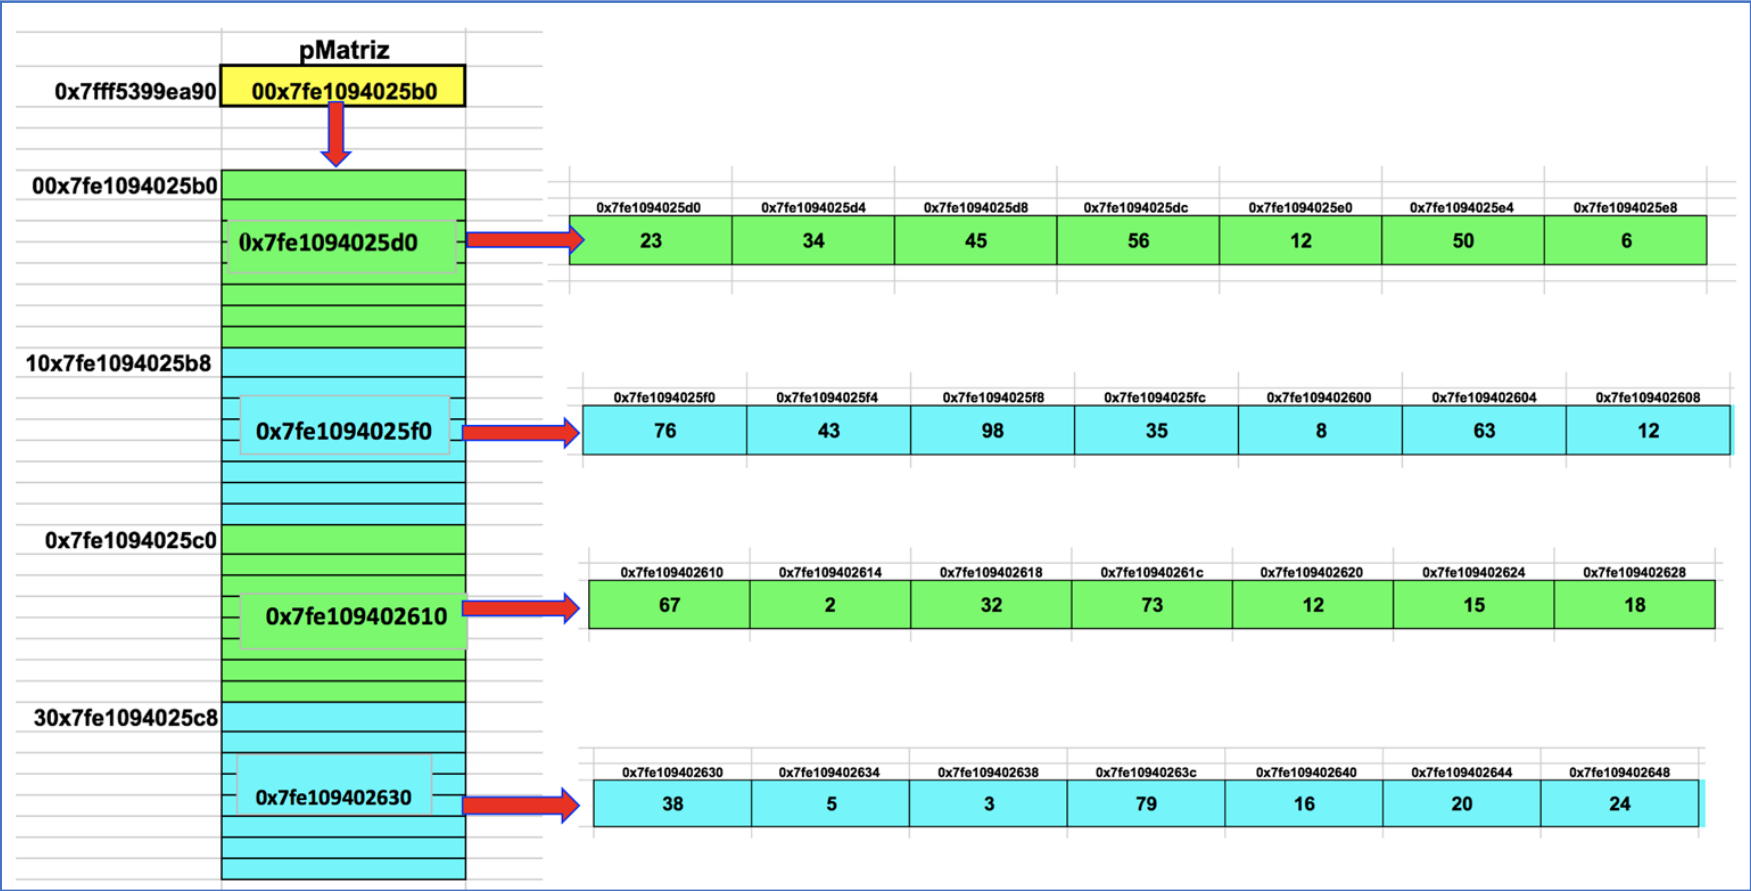 pMatriz
0x7fff5399ea90 00x7fe1094025b0
00x7fe1094025b0
0x7fe1094025d0 0x7fe1094025d4 0x7fe1094025d8 0x7fe1094025dc 0x7fe1094025e0 0x7fe1094025e4 0x7fe1094025e8
0x7fe1094025d0 23 34 45 56 12 50 6
10x7fe1094025b8
0x7fe1094025f0 0x7fe1094025f4 0x7fe1094025f8 0x7fe1094025fc 0x7fe109402600 0x7fe109402604 0x7fe109402608
0x7fe1094025f0 76 43 98 35 8 63 12
0x7fe1094025c0
0x7fe109402610 0x7fe109402614 0x7fe109402618 0x7fe10940261c 0x7fe109402620 0x7fe109402624 0x7fe109402628
0x7fe109402610 67 2 32 73 12 15 18
30x7fe1094025c8
0x7fe109402630 0x7fe109402634 0x7fe109402638 0x7fe10940263c 0x7fe109402640 0x7fe109402644 0x7fe109402648
0x7fe109402630 38 5 3 79 16 20 24